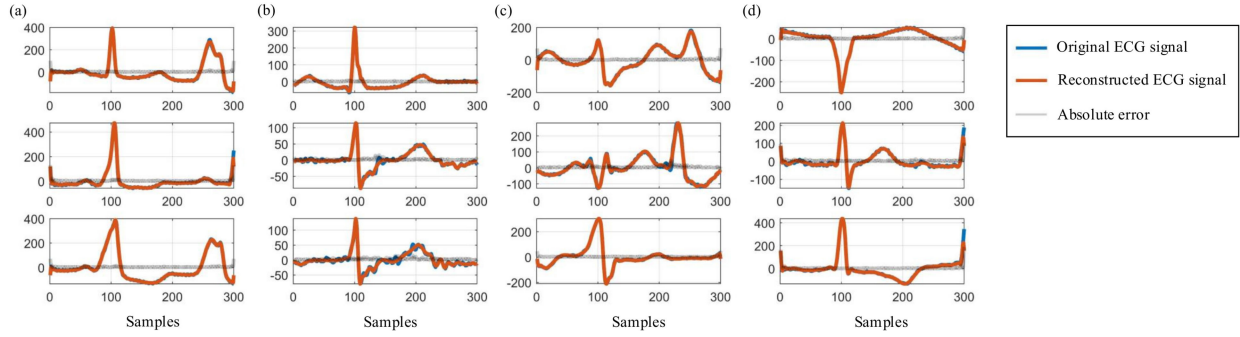 (a) (b) (c) (d)
400 200 0
0 100 200 300
300 200 100 0
0 100 200 300
200 0 -200
0 100 200 300
0 -100 -200
0 100 200 300
Original ECG signal
Reconstructed ECG signal
Absolute error
400 200 0
0 100 200 300
100 50 0 -50
0 100 200 300
200 100 0 -100
0 100 200 300
200 100 0 -100
0 100 200 300
400 200 0
0 100 200 300
100 50 0 -50
0 100 200 300
200 0 -200
0 100 200 300
400 200 0
0 100 200 300
Samples Samples Samples Samples